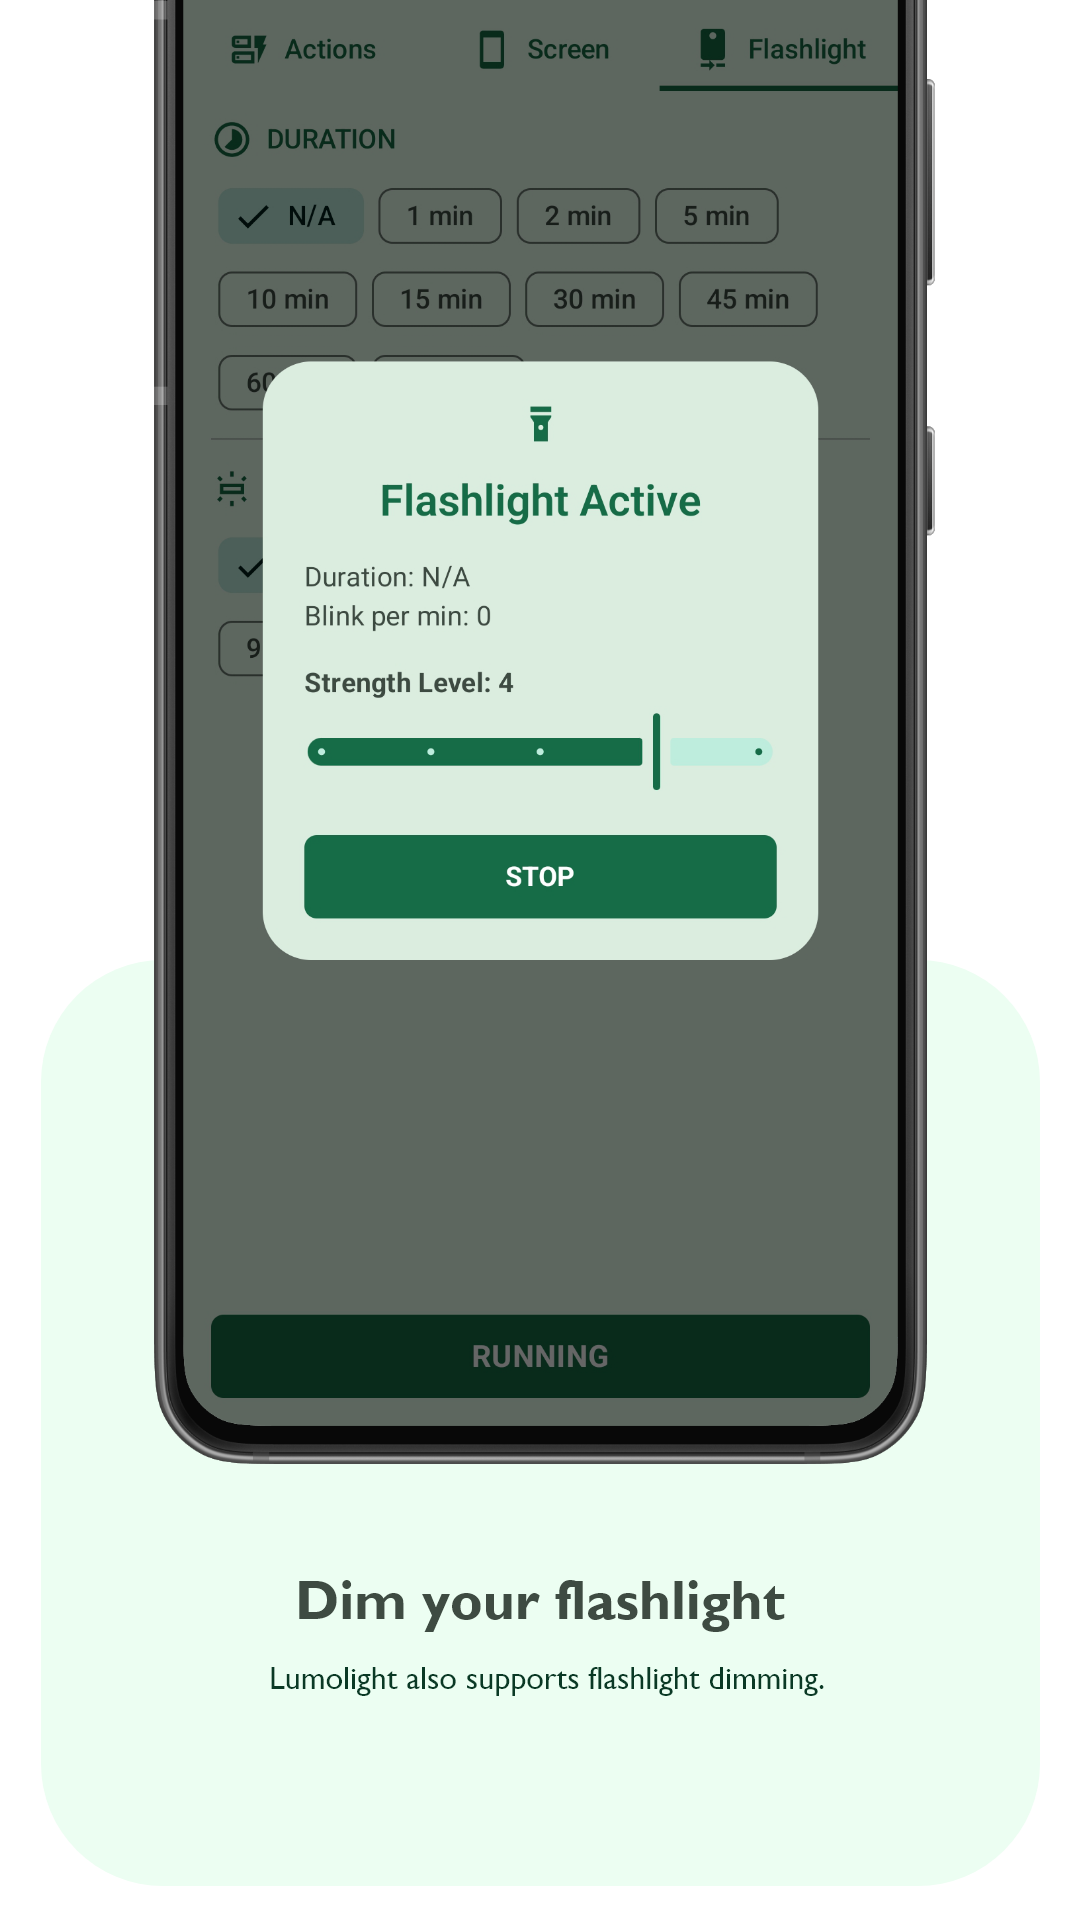 Actions Screen Flashlight
DURATION
N/A 1 min 2 min 5 min
10 min 15 min 30 min 45 min
Flashlight Active
Duration: N/A
Blink per min: 0
Strength Level: 4
STOP
RUNNING
Dim your flashlight
Lumolight also supports flashlight dimming.